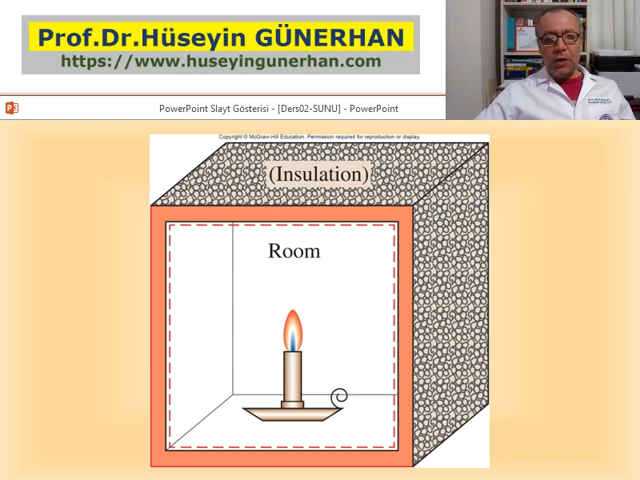 Prof.Dr.Hüseyin GÜNERHAN
https://www.huseyingunerhan.com
PowerPoint Slayt Gösterisi - [Ders02-SUNU] - PowerPoint
Copyright © McGraw-Hill Education. Permission required for reproduction or display.
(Insulation)
Room